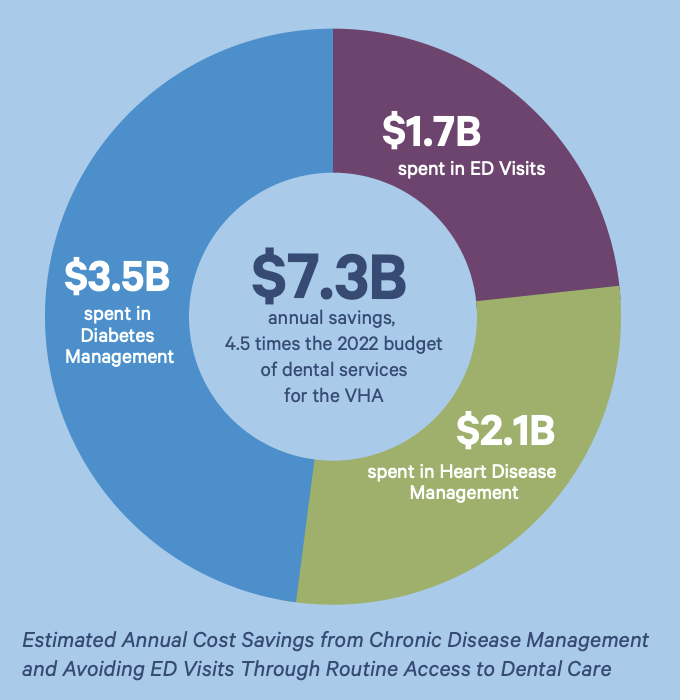 $1.7B
spent in ED Visits
$3.5B
spent in
Diabetes
Management
$7.3B
annual savings,
4.5 times the 2022 budget
of dental services
for the VHA
$2.1B
spent in Heart Disease
Management
Estimated Annual Cost Savings from Chronic Disease Management
and Avoiding ED Visits Through Routine Access to Dental Care